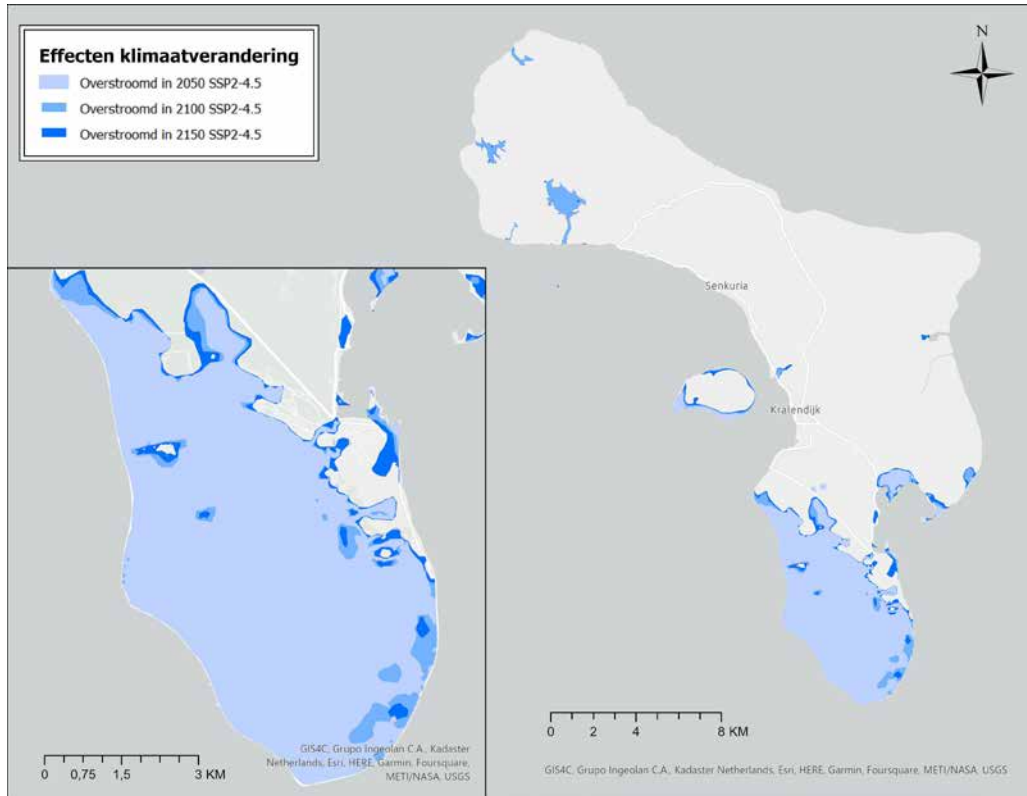 Effecten klimaatverandering
Overstroomd in 2050 SSP2-4.5
Overstroomd in 2100 SSP2-4.5
Overstroomd in 2150 SSP2-4.5
N
Senkuria
Kralendijk
0 0,75 1,5 3 KM
GIS4C, Grupo Ingeolan C.A., Kadaster
Netherlands, Esri, HERE, Garmin, Foursquare,
METI/NASA, USGS
0 2 4 8 KM
GIS4C, Grupo Ingeolan C.A., Kadaster Netherlands, Esri, HERE, Garmin, Foursquare, METI/NASA, USGS